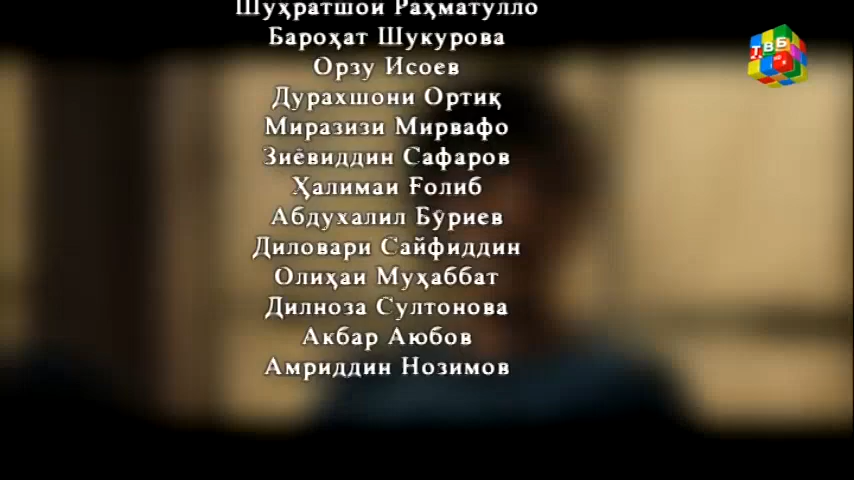 Шуҳратшои Раҳматулло
Бароҳат Шукурова
Орзу Исоев
Дурахшони Ортиқ
Миразизи Мирвафо
Зиёвиддин Сафаров
Ҳалимаи Ғолиб
Абдухалил Бӯриев
Диловари Сайфиддин
Олиҳаи Муҳаббат
Дилноза Султонова
Акбар Аюбов
Амриддин Нозимов
ТВБ